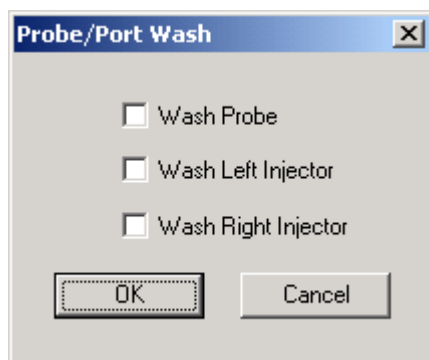 Probe/Port Wash
Wash Probe
Wash Left Injector
Wash Right Injector
OK Cancel